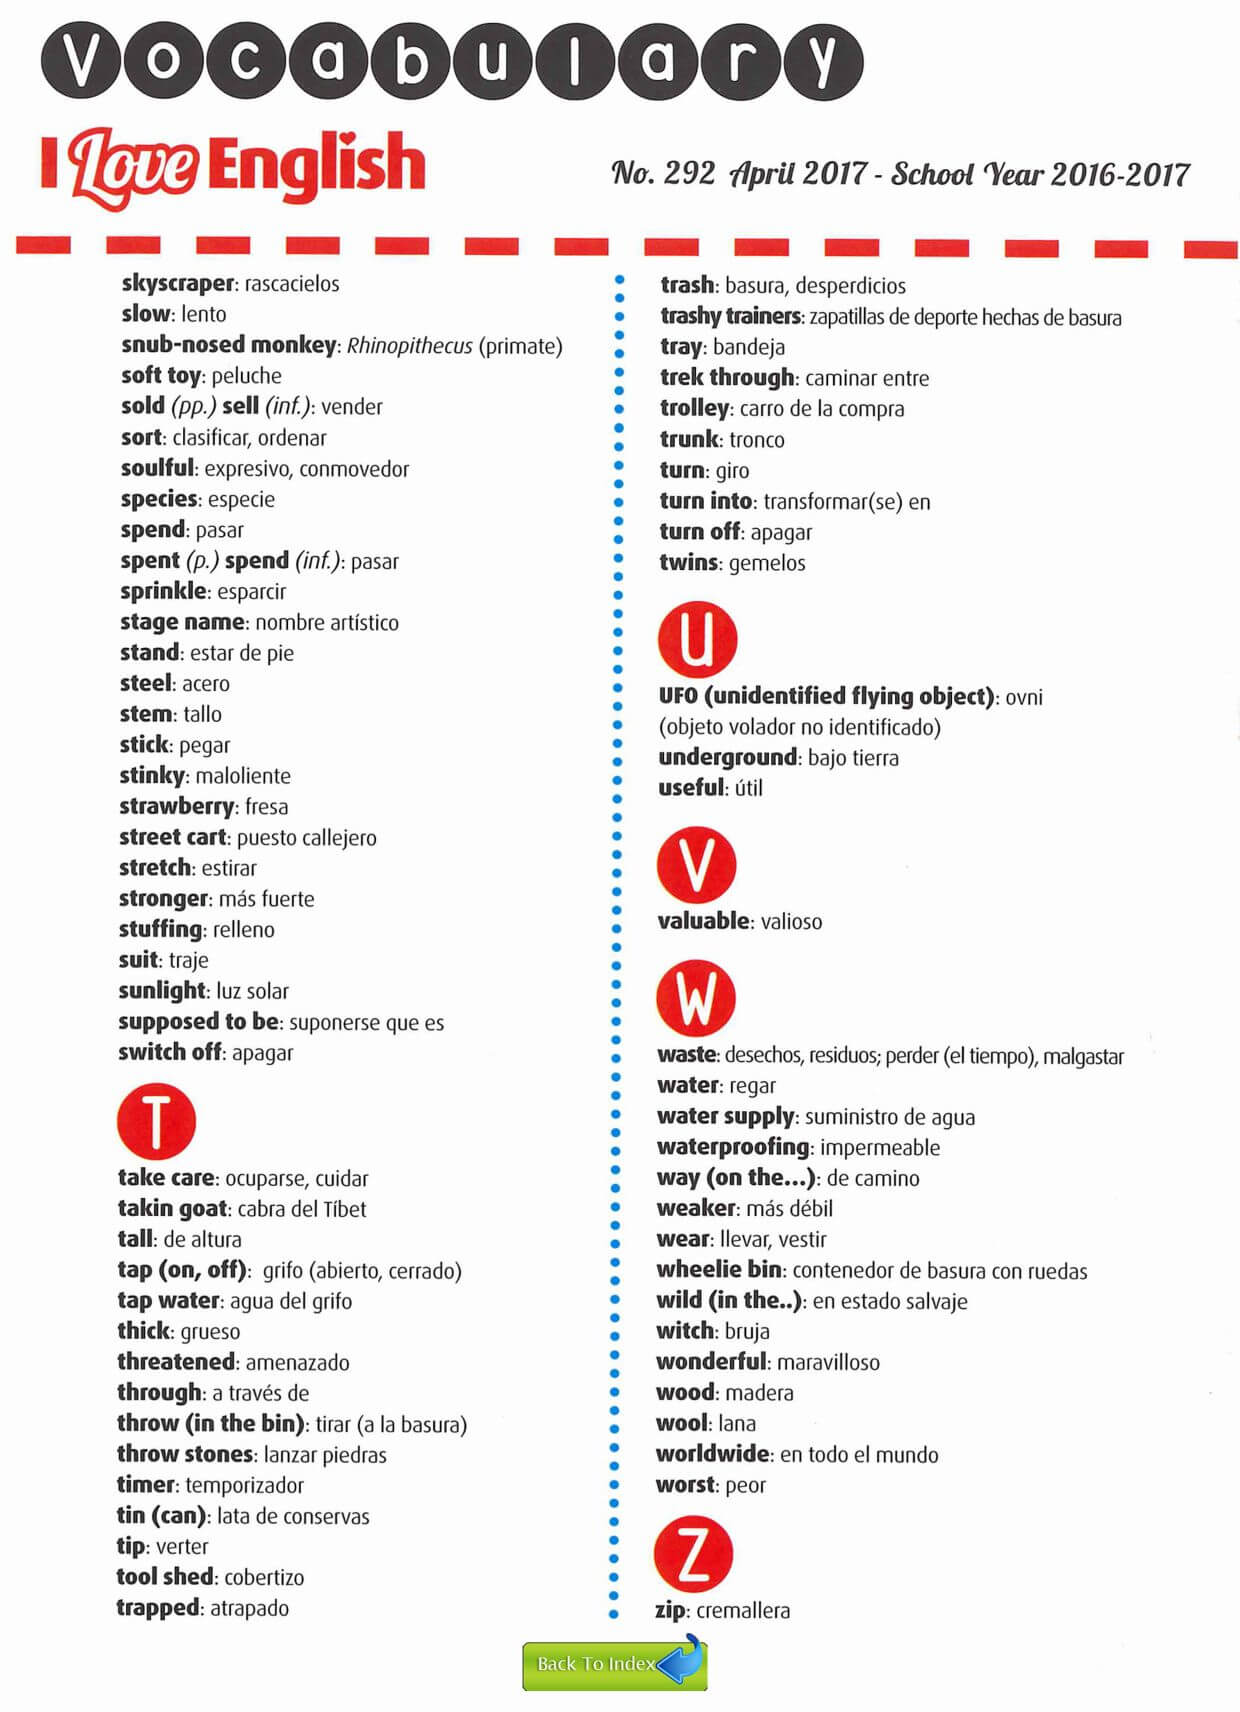 Vocabulary
I Love English
No. 292 April 2017 - School Year 2016-2017
skyscraper: rascacielos
slow: lento
snub-nosed monkey: Rhinopithecus (primate)
soft toy: peluche
sold (pp.) sell (inf.): vender
sort: clasificar, ordenar
soulful: expresivo, conmovedor
species: especie
spend: pasar
spent (p.) spend (inf.): pasar
sprinkle: esparcir
stage name: nombre artístico
stand: estar de pie
steel: acero
stem: tallo
stick: pegar
stinky: maloliente
strawberry: fresa
street cart: puesto callejero
stretch: estirar
stronger: más fuerte
stuffing: relleno
suit: traje
sunlight: luz solar
supposed to be: suponerse que es
switch off: apagar
T
take care: ocuparse, cuidar
takin goat: cabra del Tíbet
tall: de altura
tap (on, off): grifo (abierto, cerrado)
tap water: agua del grifo
thick: grueso
threatened: amenazado
through: a través de
throw (in the bin): tirar (a la basura)
throw stones: lanzar piedras
timer: temporizador
tin (can): lata de conservas
tip: verter
tool shed: cobertizo
trapped: atrapado
trash: basura, desperdicios
trashy trainers: zapatillas de deporte hechas de basura
tray: bandeja
trek through: caminar entre
trolley: carro de la compra
trunk: tronco
turn: giro
turn into: transformar(se) en
turn off: apagar
twins: gemelos
U
UFO (unidentified flying object): ovni
(objeto volador no identificado)
underground: bajo tierra
useful: útil
V
valuable: valioso
W
waste: desechos, residuos; perder (el tiempo), malgastar
water: regar
water supply: suministro de agua
waterproofing: impermeable
way (on the...): de camino
weaker: más débil
wear: llevar, vestir
wheelie bin: contenedor de basura con ruedas
wild (in the..): en estado salvaje
witch: bruja
wonderful: maravilloso
wood: madera
wool: lana
worldwide: en todo el mundo
worst: peor
Z
zip: cremallera
Back To Index